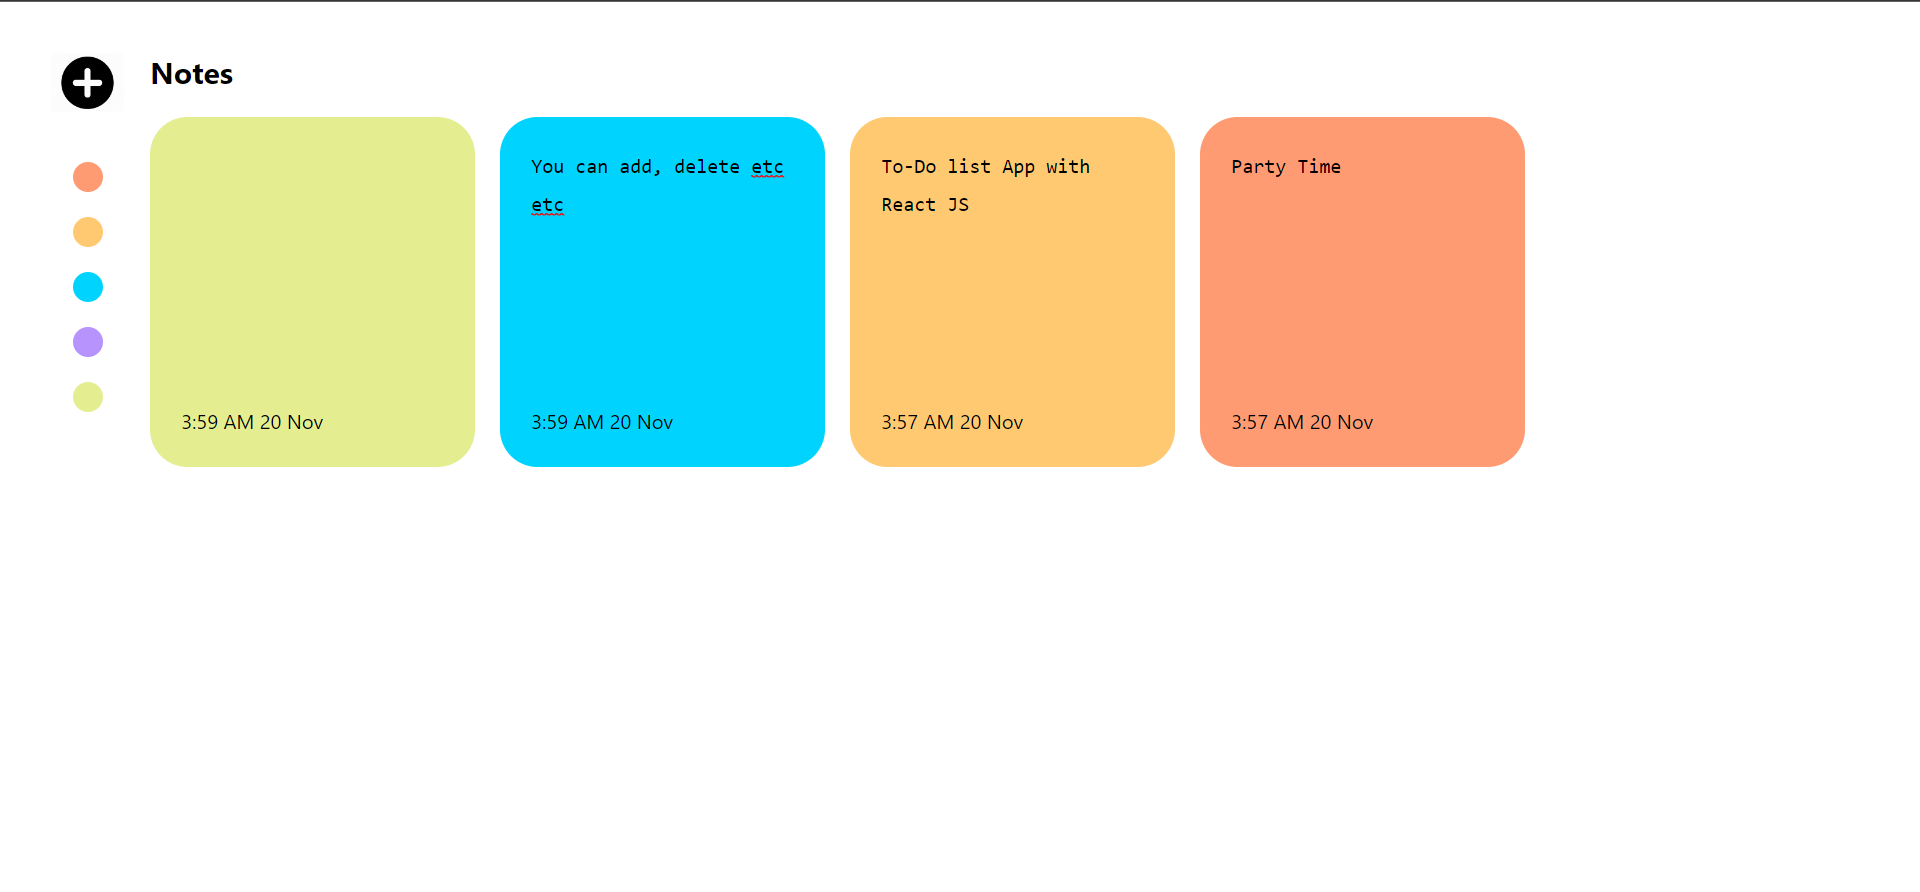 Notes
3:59 AM 20 Nov
You can add, delete etc
etc
3:59 AM 20 Nov
To-Do list App with
React JS
3:57 AM 20 Nov
Party Time
3:57 AM 20 Nov